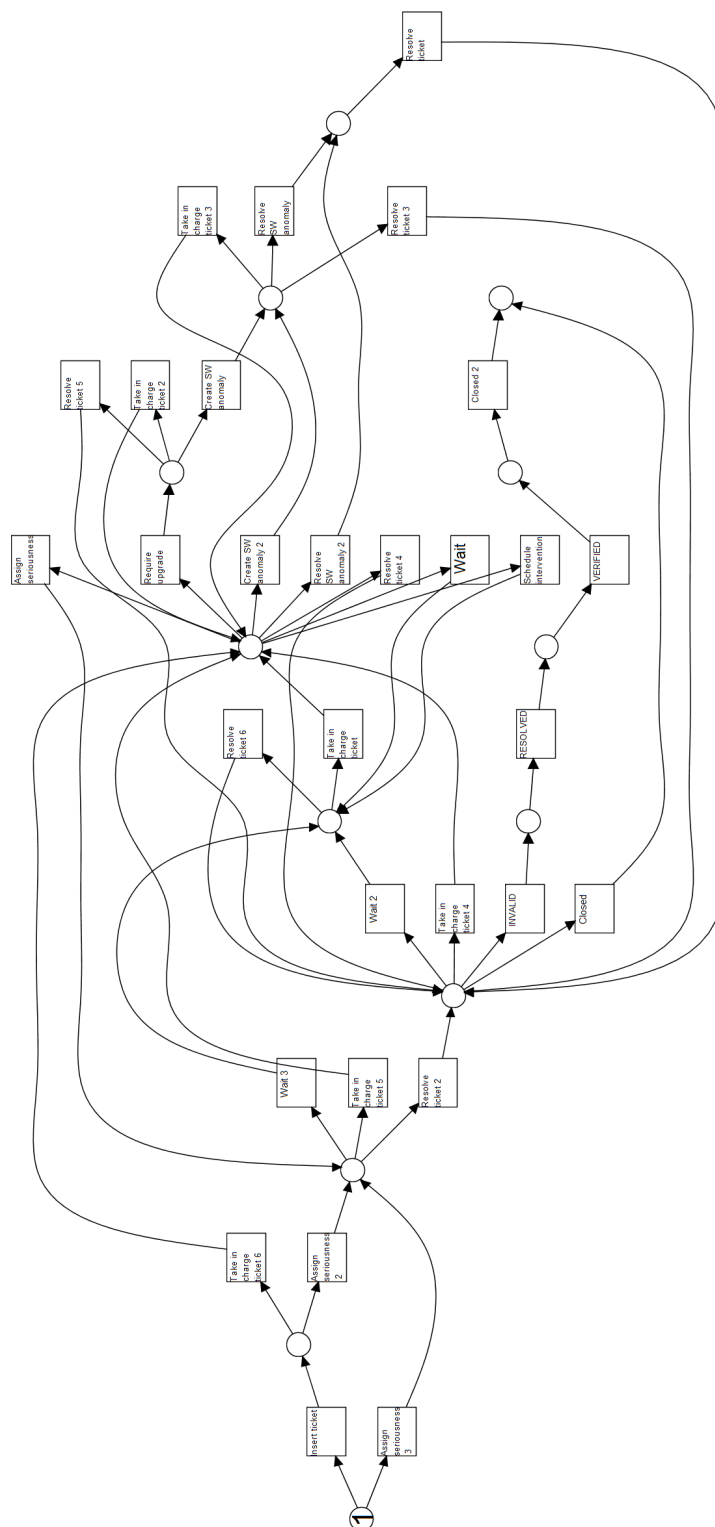 Resolve
ticket
Take in
charge
ticket 3
Resolve
SW
anomaly
Resolve
ticket 3
Resolve
ticket 5
Take in
charge
ticket 2
Create SW
anomaly
Closed 2
Assign
seriousness
Require
upgrade
Create SW
anomaly 2
Resolve
SW
anomaly 2
Resolve
ticket 4
Wait
Schedule
intervention
VERIFIED
Resolve
ticket 6
Take in
charge
ticket
RESOLVED
Wait 2
Take in
charge
ticket 4
INVALID
Closed
Wait 3
Take in
charge
ticket 5
Resolve
ticket 2
Take in
charge
ticket 6
Assign
seriousness
2
Insert ticket
Assign
seriousness
3
1